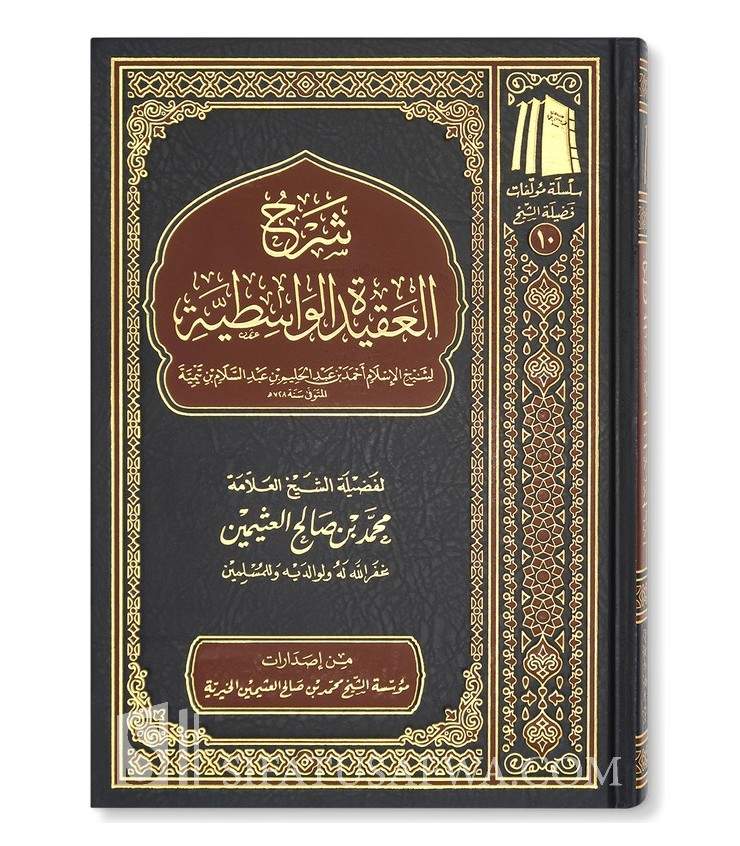 شرح
العقيدة الواسطية
لشيخ الإسلام أحمد بن عبد الحليم بن عبد السلام بن تيمية
المتوفى سنة ٧٢٨هـ
لفضيلة الشيخ العلامة
محمد بن صالح العثيمين
غفر الله له ولوالديه وللمسلمين
من إصدارات
مؤسسة الشيخ محمد بن صالح العثيمين الخيرية
سلسلة مؤلفات
فضيلة الشيخ
١٠
SIFATUSAFWA.COM